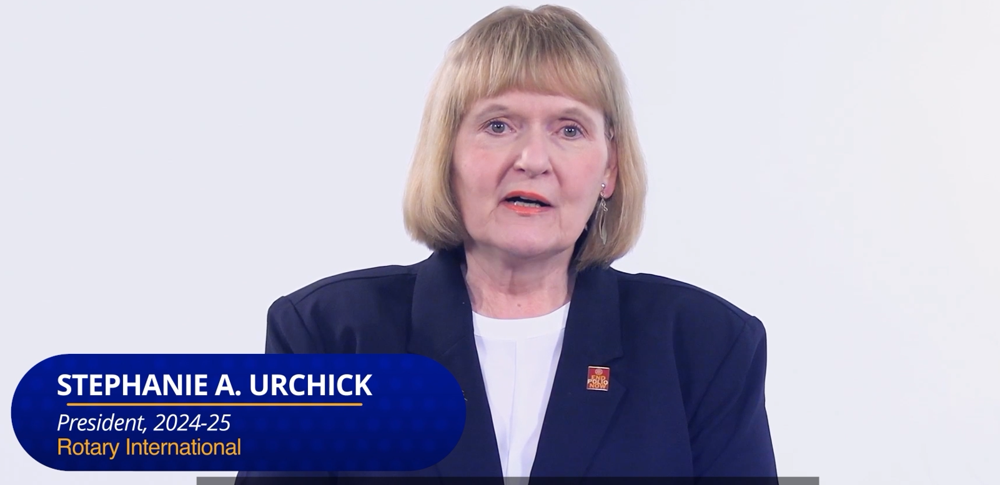 STEPHANIE A. URCHICK
President, 2024-25
Rotary International
END
POLIO
NOW